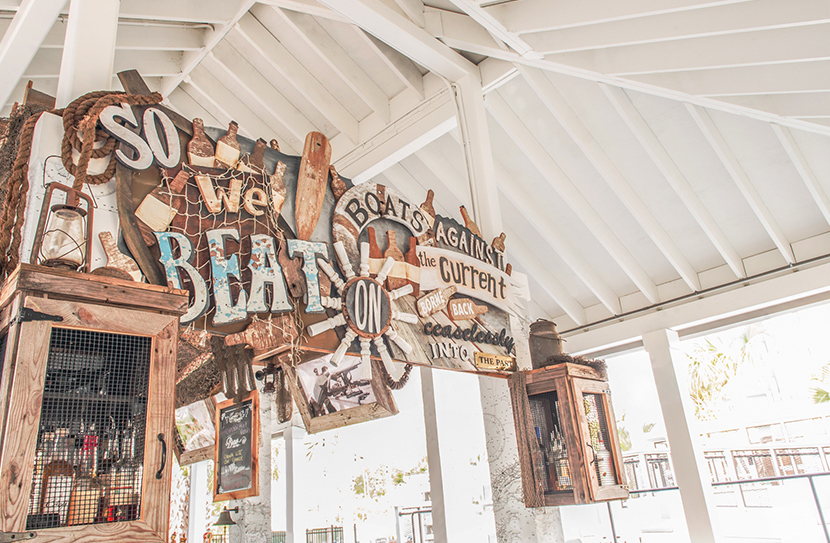 SO
we
BEAT
ON
BOATS
AGAINST
the
current
BORNE BACK
ceaselessly
INTO THE PAST